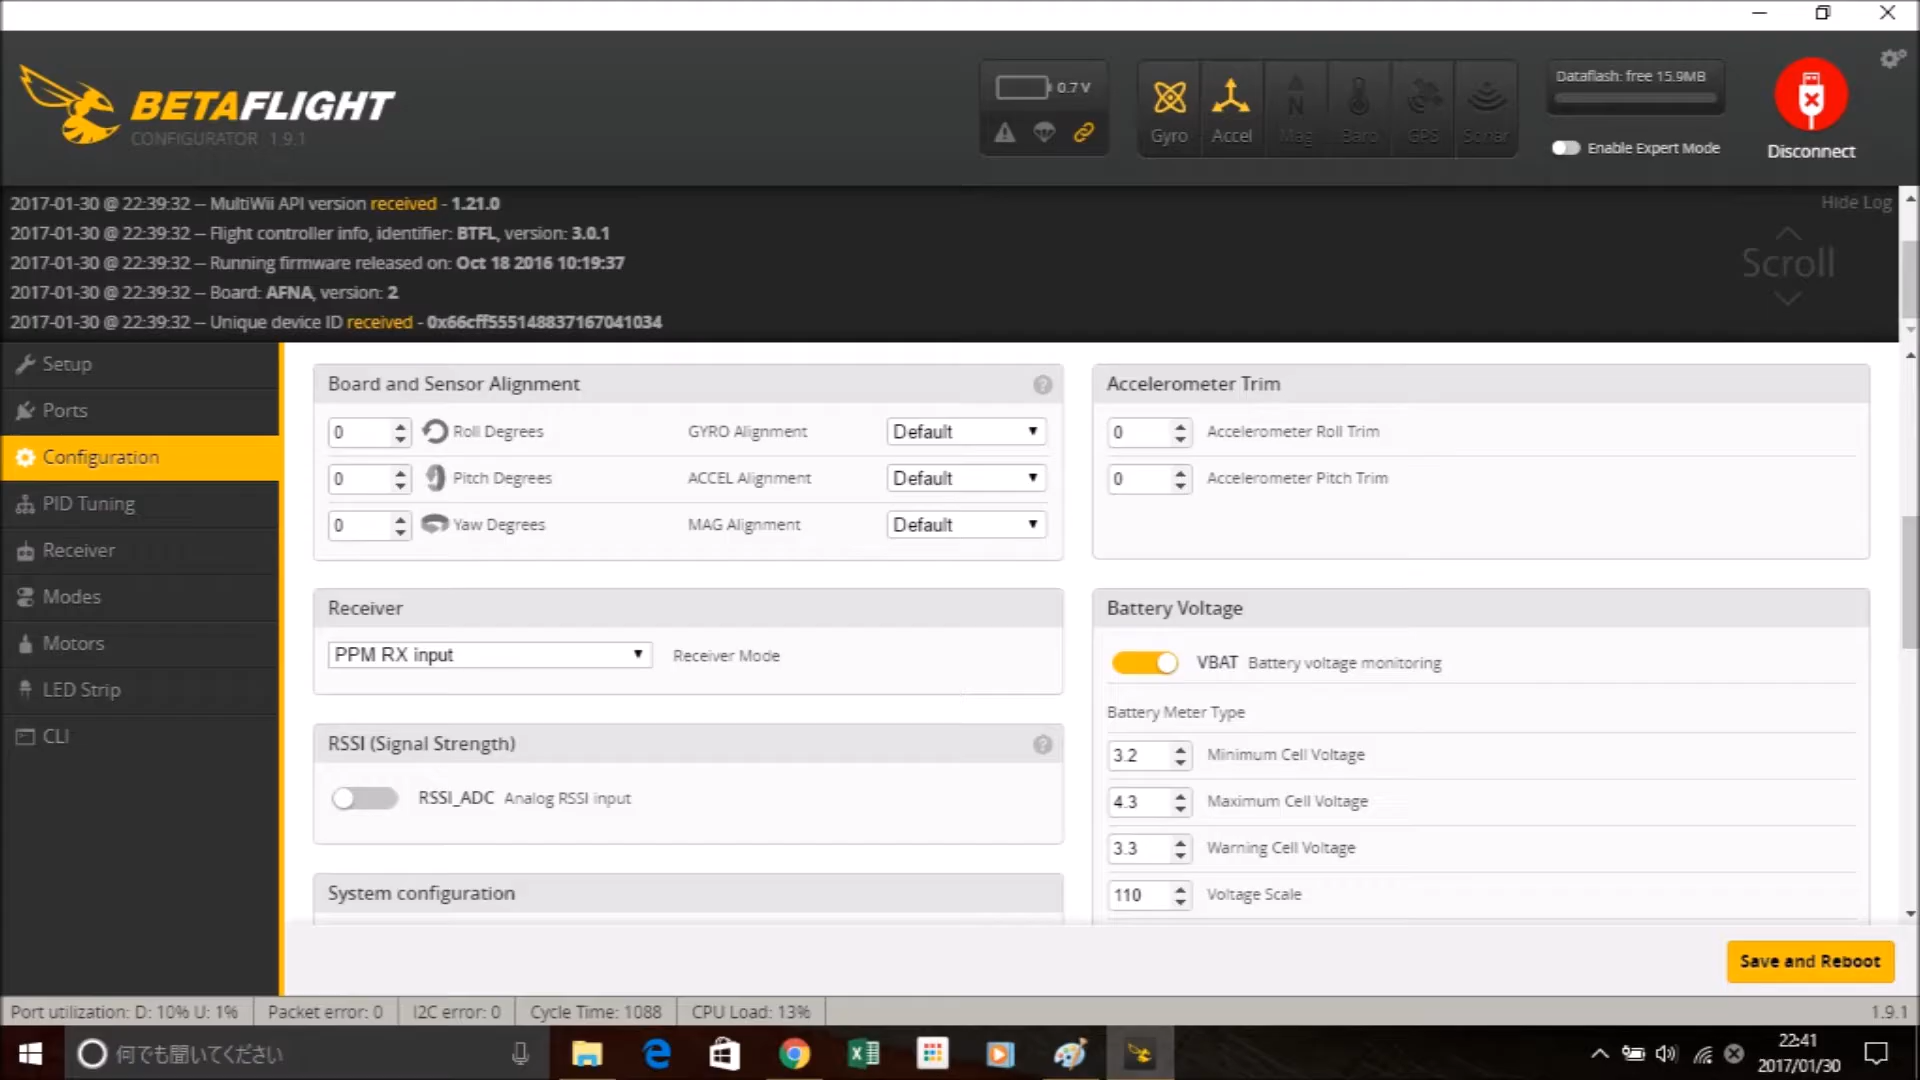 BETAFLIGHT
CONFIGURATOR 1.9.1
0.7 V
Gyro
Accel
Mag
Baro
GPS
Sonar
Dataflash: free 15.9MB
Enable Expert Mode
Disconnect
2017-01-30 @ 22:39:32 -- MultiWii API version received - 1.21.0
2017-01-30 @ 22:39:32 -- Flight controller info, identifier: BTFL, version: 3.0.1
2017-01-30 @ 22:39:32 -- Running firmware released on: Oct 18 2016 10:19:37
2017-01-30 @ 22:39:32 -- Board: AFNA, version: 2
2017-01-30 @ 22:39:32 -- Unique device ID received - 0x66cff555148837167041034
Hide Log
Scroll
Setup
Ports
Configuration
PID Tuning
Receiver
Modes
Motors
LED Strip
CLI
Board and Sensor Alignment
0 Roll Degrees GYRO Alignment Default
0 Pitch Degrees ACCEL Alignment Default
0 Yaw Degrees MAG Alignment Default
Accelerometer Trim
0 Accelerometer Roll Trim
0 Accelerometer Pitch Trim
Receiver
PPM RX input Receiver Mode
RSSI (Signal Strength)
RSSI_ADC Analog RSSI input
System configuration
Battery Voltage
VBAT Battery voltage monitoring
Battery Meter Type
3.2 Minimum Cell Voltage
4.3 Maximum Cell Voltage
3.3 Warning Cell Voltage
110 Voltage Scale
Save and Reboot
Port utilization: D: 10% U: 1% Packet error: 0 I2C error: 0 Cycle Time: 1088 CPU Load: 13% 1.9.1
何でも聞いてください
22:41
2017/01/30